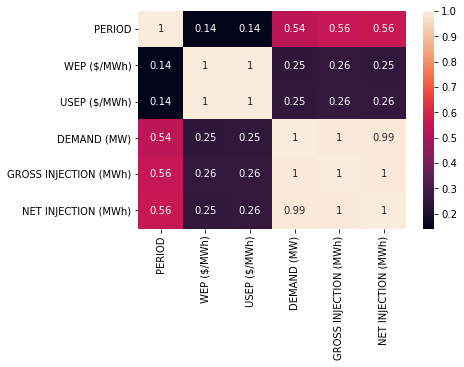 PERIOD 1 0.14 0.14 0.54 0.56 0.56
WEP ($/MWh) 0.14 1 1 0.25 0.26 0.25
USEP ($/MWh) 0.14 1 1 0.25 0.26 0.26
DEMAND (MW) 0.54 0.25 0.25 1 1 0.99
GROSS INJECTION (MWh) 0.56 0.26 0.26 1 1 1
NET INJECTION (MWh) 0.56 0.25 0.26 0.99 1 1
PERIOD
WEP ($/MWh)
USEP ($/MWh)
DEMAND (MW)
GROSS INJECTION (MWh)
NET INJECTION (MWh)
1.0
0.9
0.8
0.7
0.6
0.5
0.4
0.3
0.2